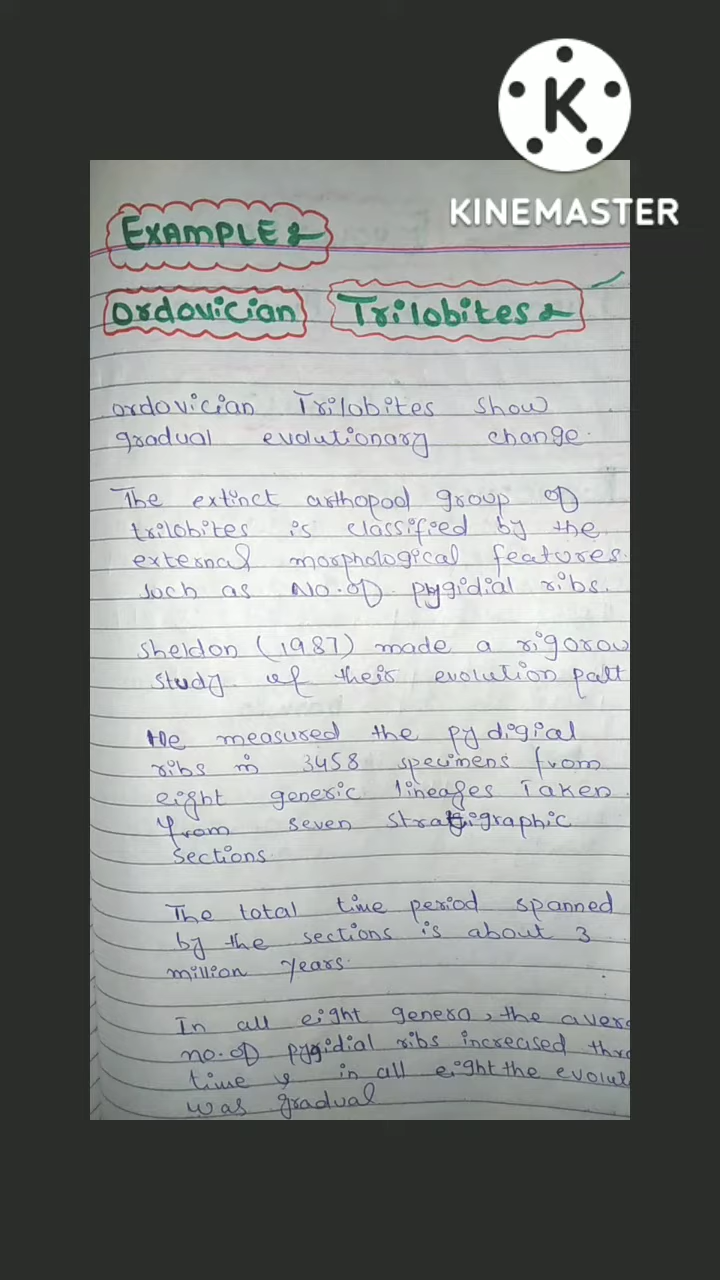 K
KINEMASTER
EXAMPLE:-
Ordovician Trilobites:-
Ordovician Trilobites show
gradual evolutionary change.
The extinct arthopod group of
trilobites is classified by the
external morphological features.
such as No. of pygidial ribs.
Sheldon (1987) made a rigorou
study of their evolution patt
He measured the pydigial
ribs in 3458 specimens from
eight generic lineages Taken
from seven stratigraphic
sections.
The total time period spanned
by the sections is about 3
million years.
In all eight genera, the avera
no. of pygidial ribs increased thro
time & in all eight the evolut
was gradual